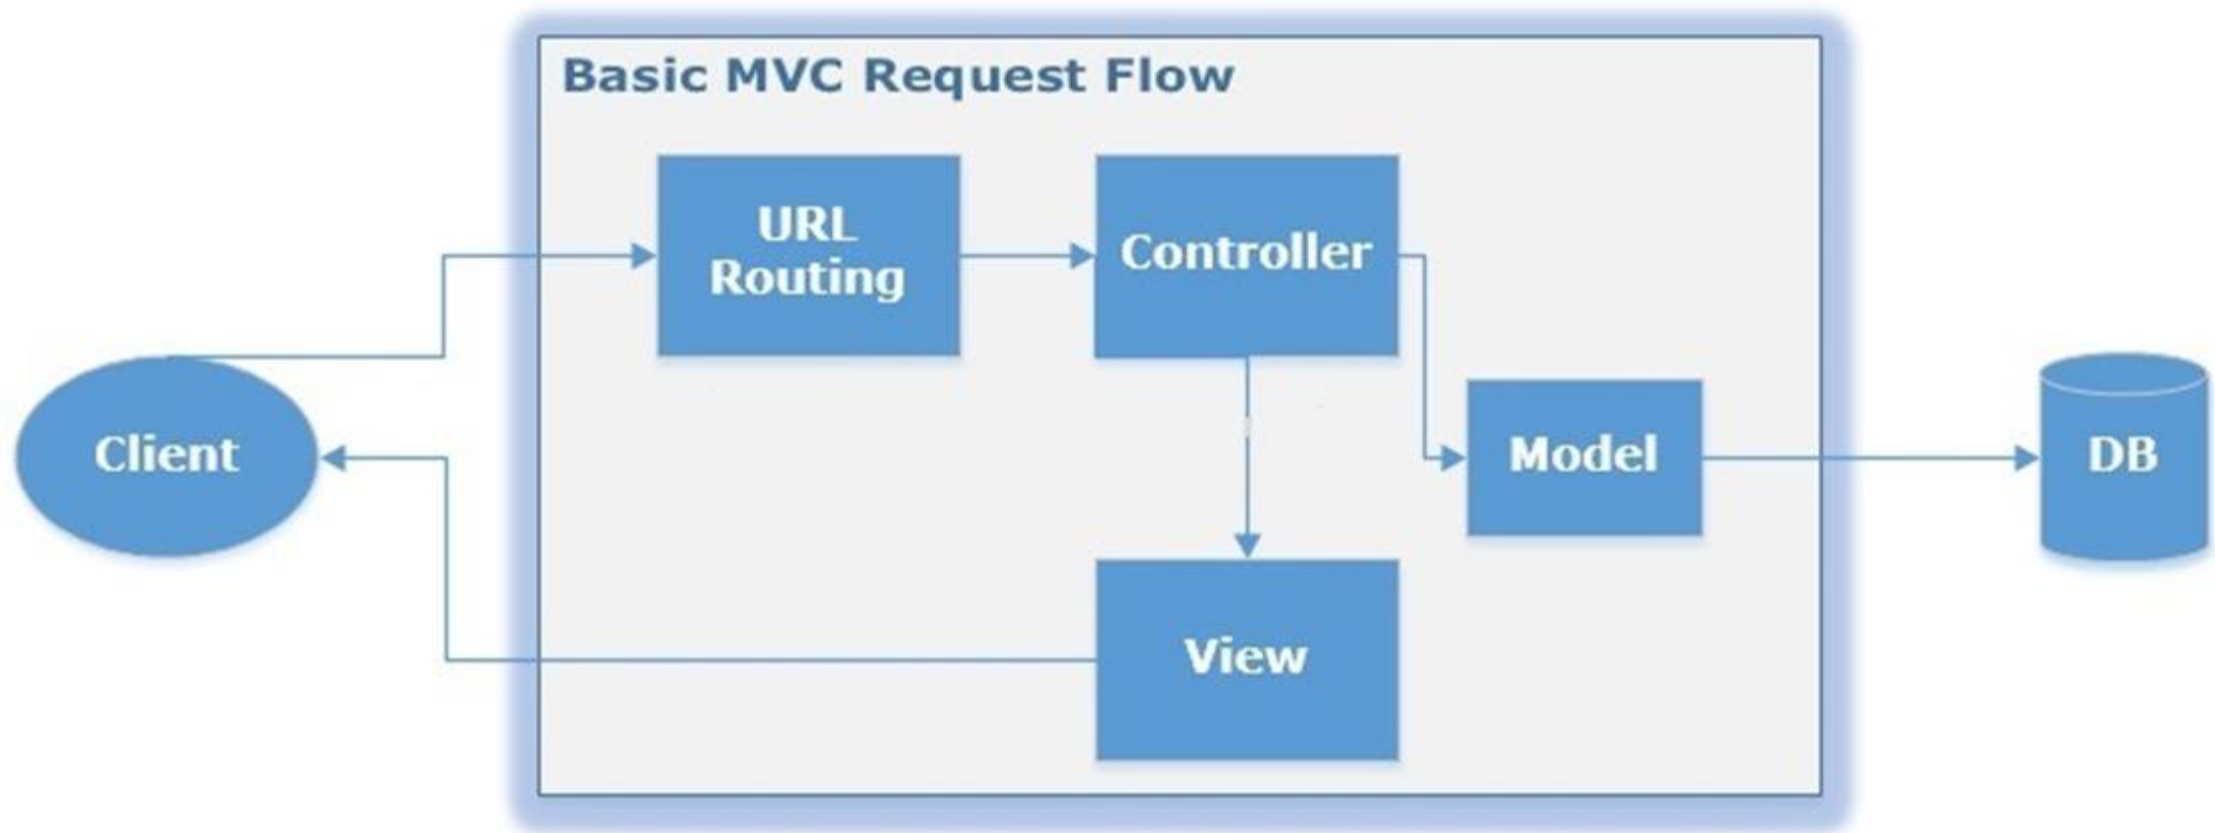 Basic MVC Request Flow
URL
Routing
Controller
Client
Model
DB
View